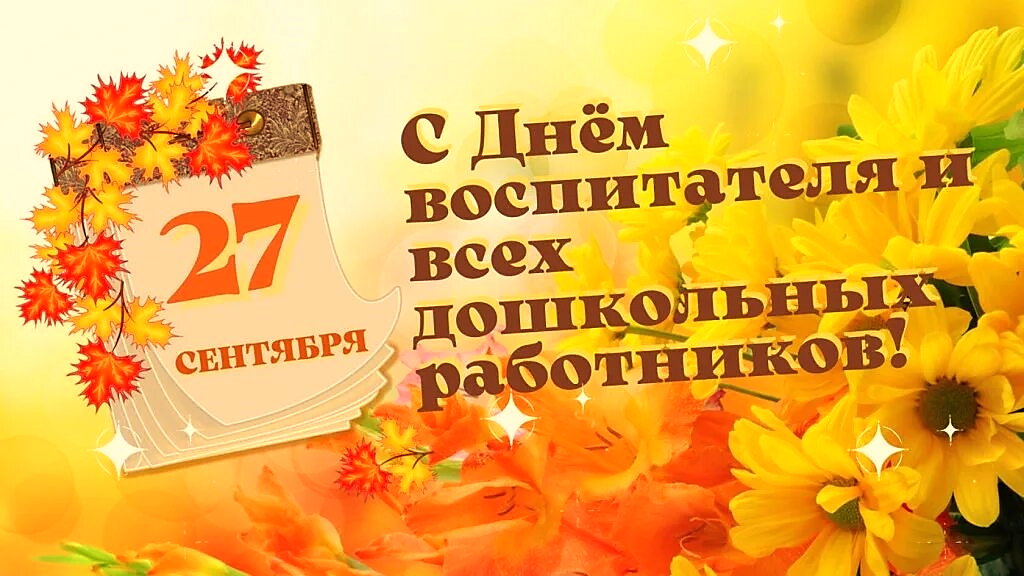 27
СЕНТЯБРЯ
С Днём
воспитателя и
всех
дошкольных
работников!